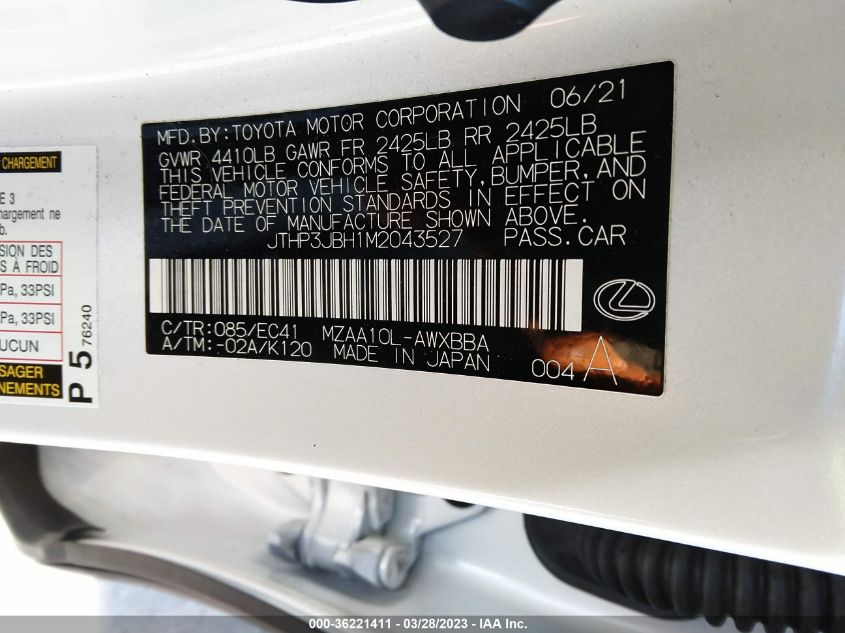 CHARGEMENT
E 3
hargement ne
b.
SION DES
S À FROID
Pa, 33PSI
Pa, 33PSI
UCUN
SAGER
NEMENTS
P 5 76240
MFD.BY:TOYOTA MOTOR CORPORATION 06/21
GVWR 4410LB GAWR FR 2425LB RR 2425LB
THIS VEHICLE CONFORMS TO ALL APPLICABLE
FEDERAL MOTOR VEHICLE SAFETY,BUMPER,AND
THEFT PREVENTION STANDARDS IN EFFECT ON
THE DATE OF MANUFACTURE SHOWN ABOVE.
JTHP3JBH1M2043527 PASS.CAR
C/TR:085/EC41 MZAA10L-AWXBBA
A/TM:-02A/K120 MADE IN JAPAN
004 A
000-36221411 — 03/28/2023 — IAA Inc.